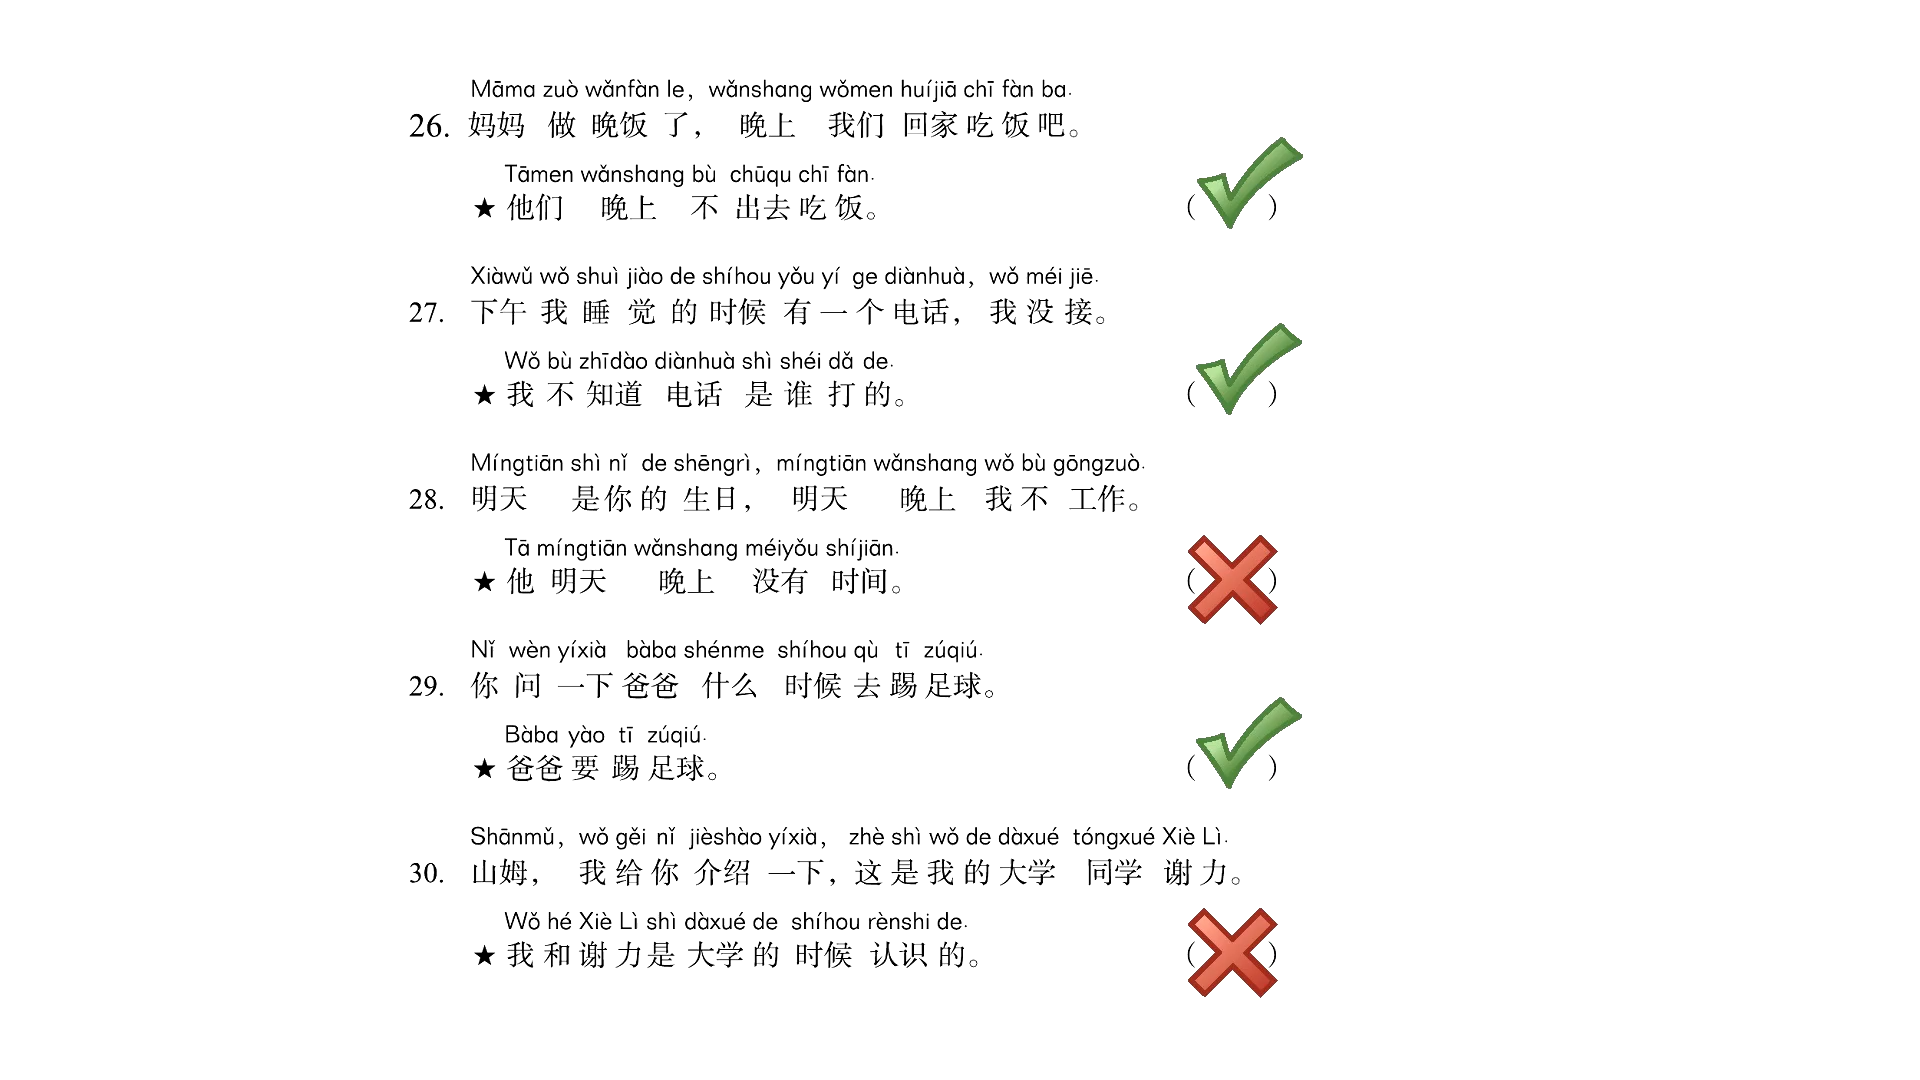 Māma zuò wǎnfàn le, wǎnshang wǒmen huíjiā chī fàn ba.
26. 妈妈 做 晚饭 了， 晚上 我们 回家 吃 饭 吧。
Tāmen wǎnshang bù chūqu chī fàn.
★ 他们 晚上 不 出去 吃 饭。 ( )
Xiàwǔ wǒ shuì jiào de shíhou yǒu yí ge diànhuà, wǒ méi jiē.
27. 下午 我 睡 觉 的 时候 有 一 个 电话， 我 没 接。
Wǒ bù zhīdào diànhuà shì shéi dǎ de.
★ 我 不 知道 电话 是 谁 打 的。 ( )
Míngtiān shì nǐ de shēngrì, míngtiān wǎnshang wǒ bù gōngzuò.
28. 明天 是 你 的 生日， 明天 晚上 我 不 工作。
Tā míngtiān wǎnshang méiyǒu shíjiān.
★ 他 明天 晚上 没有 时间。 ( )
Nǐ wèn yíxià bàba shénme shíhou qù tī zúqiú.
29. 你 问 一下 爸爸 什么 时候 去 踢 足球。
Bàba yào tī zúqiú.
★ 爸爸 要 踢 足球。 ( )
Shānmǔ, wǒ gěi nǐ jièshào yíxià, zhè shì wǒ de dàxué tóngxué Xiè Lì.
30. 山姆， 我 给 你 介绍 一下， 这 是 我 的 大学 同学 谢 力。
Wǒ hé Xiè Lì shì dàxué de shíhou rènshi de.
★ 我 和 谢 力 是 大学 的 时候 认识 的。 ( )